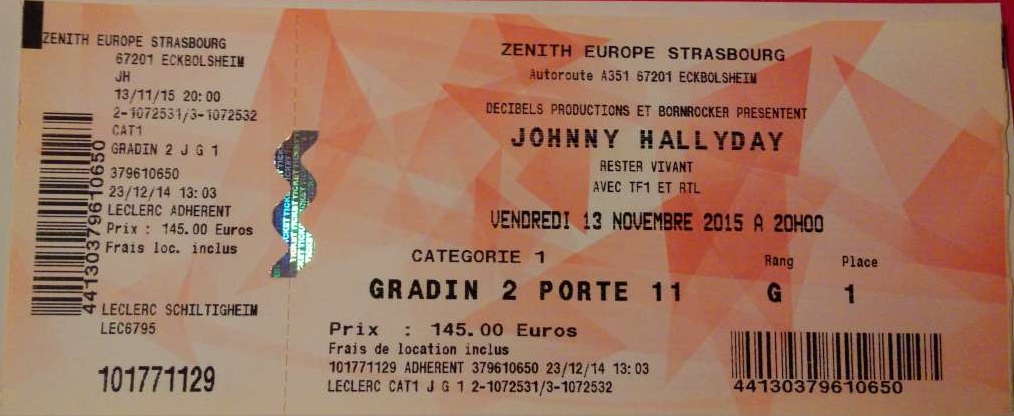 ZENITH EUROPE STRASBOURG
67201 ECKBOLSHEIM
JH
13/11/15 20:00
2-1072531/3-1072532
CAT1
GRADIN 2 J G 1
379610650
23/12/14 13:03
LECLERC ADHERENT
Prix : 145.00 Euros
Frais loc. inclus
LECLERC SCHILTIGHEIM
LEC6795
101771129
44130379610650
TICKET TICKET
ZENITH EUROPE STRASBOURG
Autoroute A351 67201 ECKBOLSHEIM
DECIBELS PRODUCTIONS ET BORNROCKER PRESENTENT
JOHNNY HALLYDAY
RESTER VIVANT
AVEC TF1 ET RTL
VENDREDI 13 NOVEMBRE 2015 A 20H00
CATEGORIE 1
Rang Place
GRADIN 2 PORTE 11 G 1
Prix : 145.00 Euros
Frais de location inclus
101771129 ADHERENT 379610650 23/12/14 13:03
LECLERC CAT1 J G 1 2-1072531/3-1072532
44130379610650